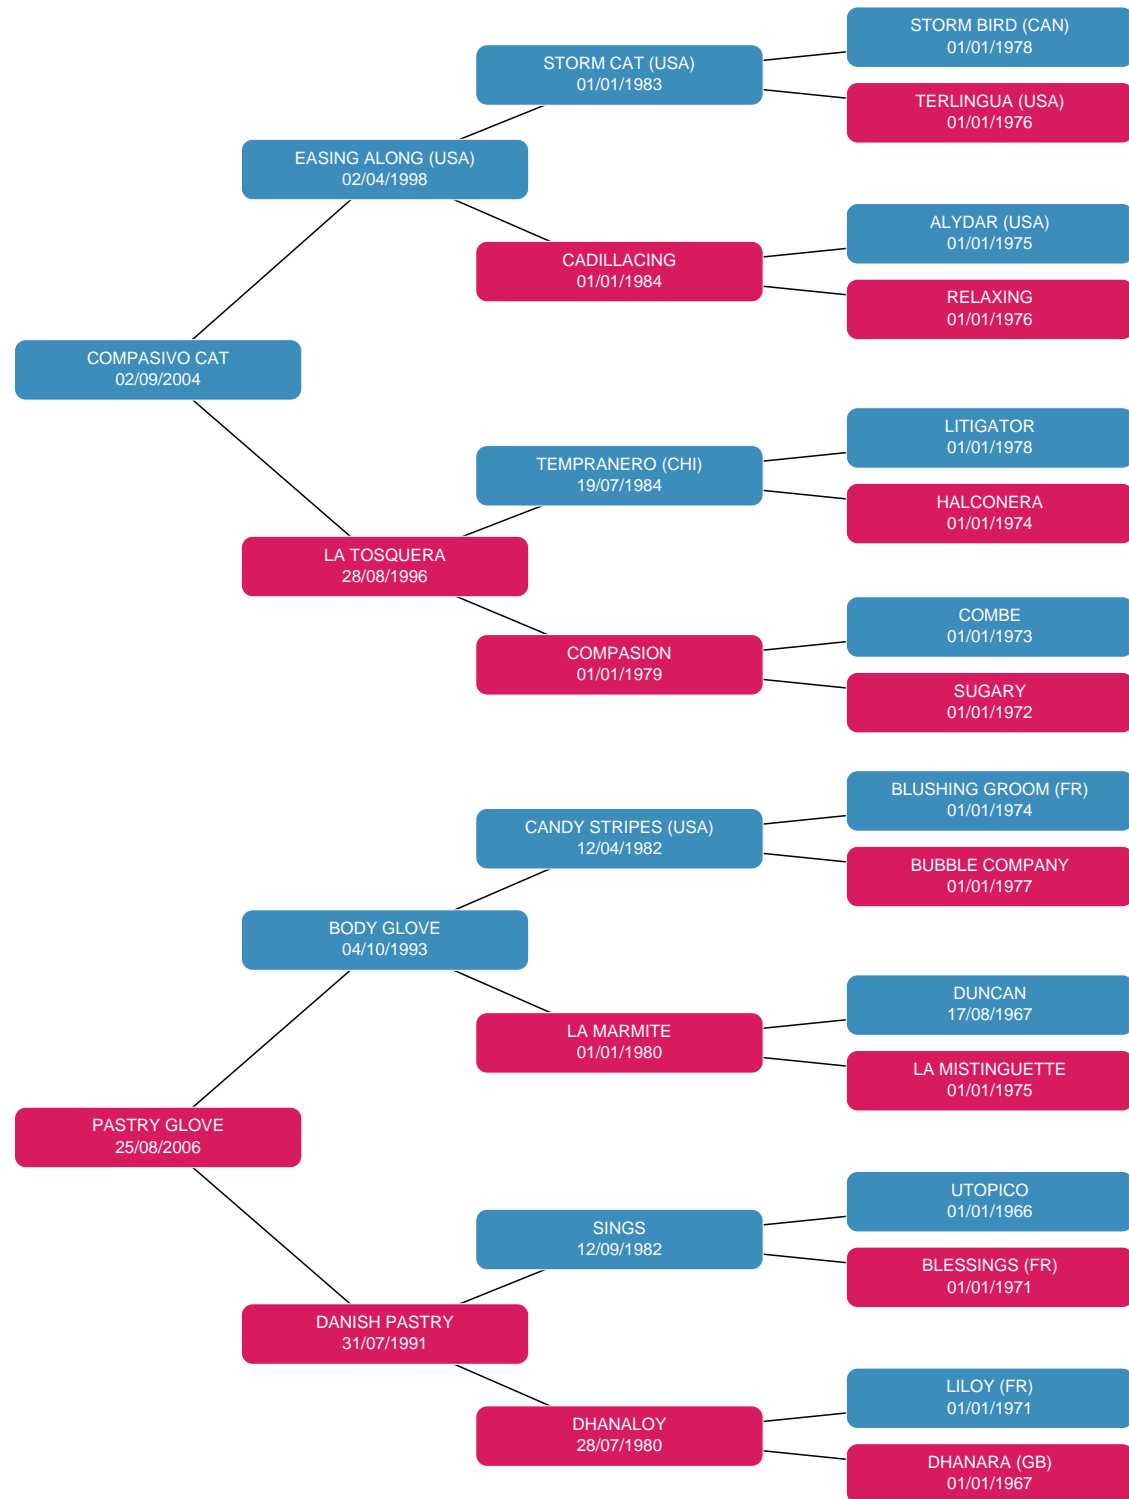 STORM BIRD (CAN)
01/01/1978
STORM CAT (USA)
01/01/1983
TERLINGUA (USA)
01/01/1976
EASING ALONG (USA)
02/04/1998
ALYDAR (USA)
01/01/1975
CADILLACING
01/01/1984
RELAXING
01/01/1976
COMPASIVO CAT
02/09/2004
LITIGATOR
01/01/1978
TEMPRANERO (CHI)
19/07/1984
HALCONERA
01/01/1974
LA TOSQUERA
28/08/1996
COMBE
01/01/1973
COMPASION
01/01/1979
SUGARY
01/01/1972
BLUSHING GROOM (FR)
01/01/1974
CANDY STRIPES (USA)
12/04/1982
BUBBLE COMPANY
01/01/1977
BODY GLOVE
04/10/1993
DUNCAN
17/08/1967
LA MARMITE
01/01/1980
LA MISTINGUETTE
01/01/1975
PASTRY GLOVE
25/08/2006
UTOPICO
01/01/1966
SINGS
12/09/1982
BLESSINGS (FR)
01/01/1971
DANISH PASTRY
31/07/1991
LILOY (FR)
01/01/1971
DHANALOY
28/07/1980
DHANARA (GB)
01/01/1967